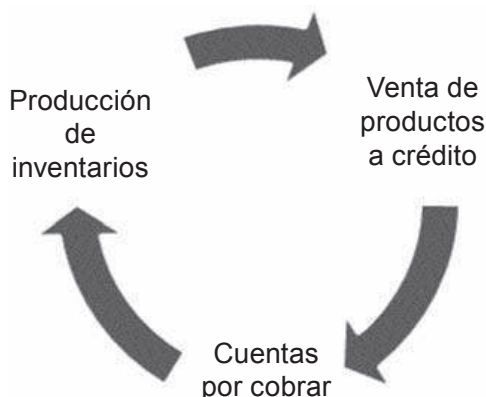 Producción
de
inventarios
Venta de
productos
a crédito
Cuentas
por cobrar